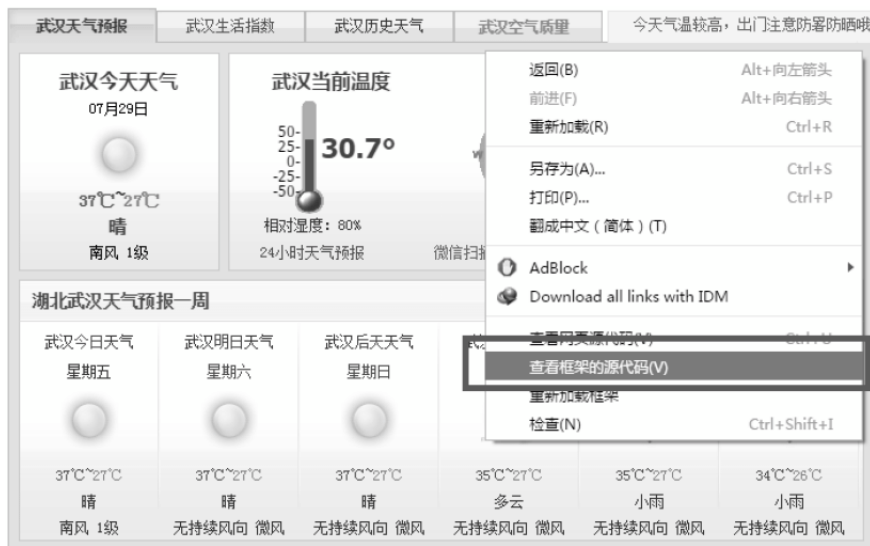 武汉天气预报 武汉生活指数 武汉历史天气 武汉空气质量 今天气温较高，出门注意防署防晒哦
武汉今天天气
07月29日
37℃~27℃
晴
南风 1级
武汉当前温度
50-
25-
0-
-25-
-50-
30.7°
相对湿度：80%
24小时天气预报 微信扫
返回(B) Alt+向左箭头
前进(F) Alt+向右箭头
重新加载(R) Ctrl+R
另存为(A)... Ctrl+S
打印(P)... Ctrl+P
翻成中文（简体）(T)
AdBlock
Download all links with IDM
查看网页源代码(V) Ctrl+U
查看框架的源代码(V)
重新加载框架
检查(N) Ctrl+Shift+I
湖北武汉天气预报一周
武汉今日天气 武汉明日天气 武汉后天天气
星期五 星期六 星期日
37℃~27℃ 37℃~27℃ 37℃~27℃ 35℃~27℃ 35℃~27℃ 34℃~26℃
晴 晴 晴 多云 小雨 小雨
南风 1级 无持续风向 微风 无持续风向 微风 无持续风向 微风 无持续风向 微风 无持续风向 微风